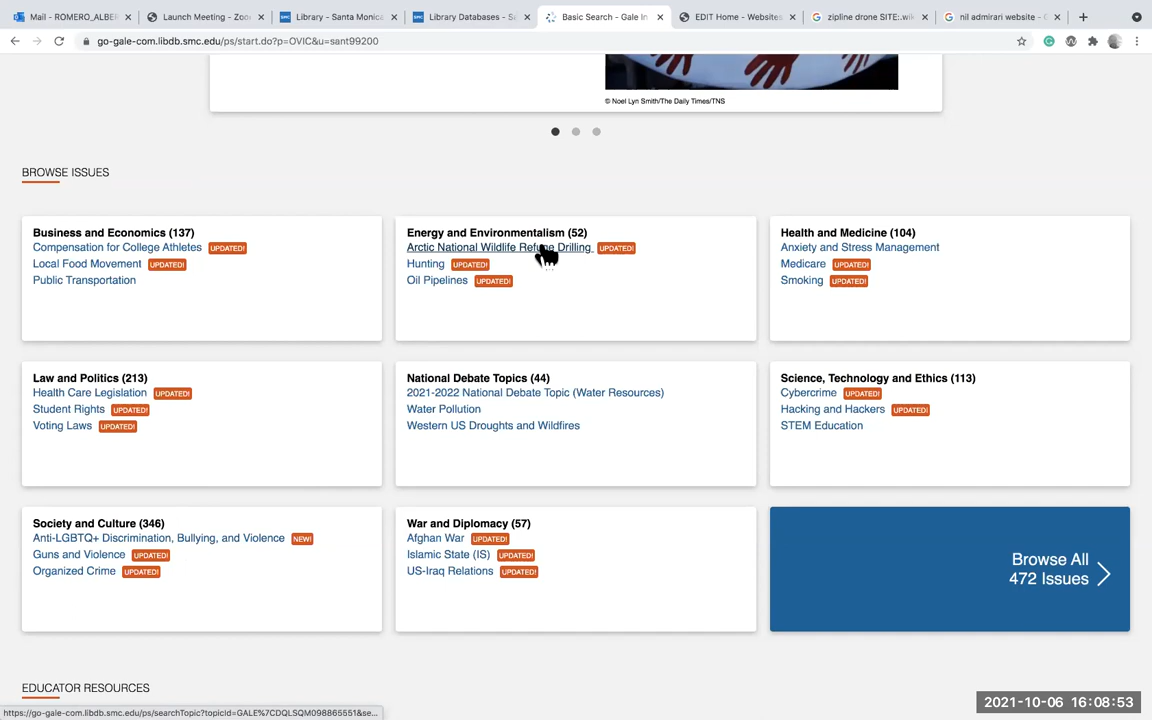 Mail - ROMERO_ALBE
Launch Meeting - Zoo
Library - Santa Monica
Library Databases - Sa
Basic Search - Gale In
EDIT Home - Websites
zipline drone SITE:.wik
nil admirari website - G
go-gale-com.libdb.smc.edu/ps/start.do?p=OVIC&u=sant99200
© Noel Lyn Smith/The Daily Times/TNS
BROWSE ISSUES
Business and Economics (137)
Compensation for College Athletes UPDATED!
Local Food Movement UPDATED!
Public Transportation
Energy and Environmentalism (52)
Arctic National Wildlife Refuge Drilling UPDATED!
Hunting UPDATED!
Oil Pipelines UPDATED!
Health and Medicine (104)
Anxiety and Stress Management
Medicare UPDATED!
Smoking UPDATED!
Law and Politics (213)
Health Care Legislation UPDATED!
Student Rights UPDATED!
Voting Laws UPDATED!
National Debate Topics (44)
2021-2022 National Debate Topic (Water Resources)
Water Pollution
Western US Droughts and Wildfires
Science, Technology and Ethics (113)
Cybercrime UPDATED!
Hacking and Hackers UPDATED!
STEM Education
Society and Culture (346)
Anti-LGBTQ+ Discrimination, Bullying, and Violence NEW!
Guns and Violence UPDATED!
Organized Crime UPDATED!
War and Diplomacy (57)
Afghan War UPDATED!
Islamic State (IS) UPDATED!
US-Iraq Relations UPDATED!
Browse All
472 Issues
EDUCATOR RESOURCES
https://go-gale-com.libdb.smc.edu/ps/searchTopic?topicId=GALE%7CDQLSQM098865551&se...
2021-10-06 16:08:53